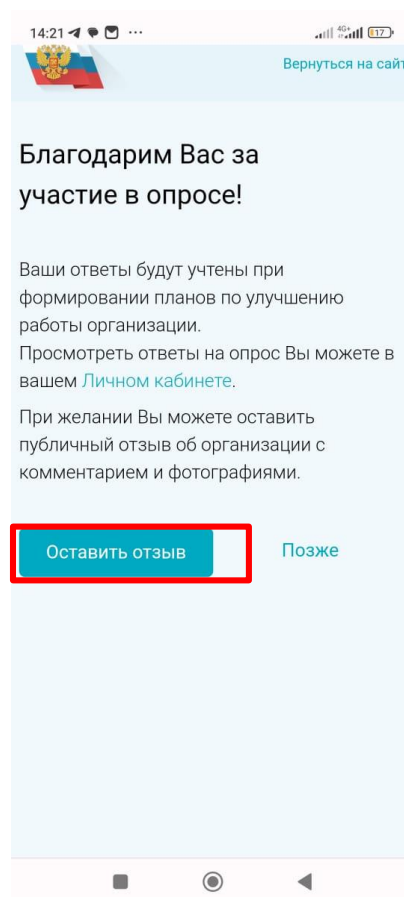 14:21 ...
4G+
17
Вернуться на сайт
Благодарим Вас за
участие в опросе!
Ваши ответы будут учтены при
формировании планов по улучшению
работы организации.
Просмотреть ответы на опрос Вы можете в
вашем Личном кабинете.
При желании Вы можете оставить
публичный отзыв об организации с
комментарием и фотографиями.
Оставить отзыв
Позже